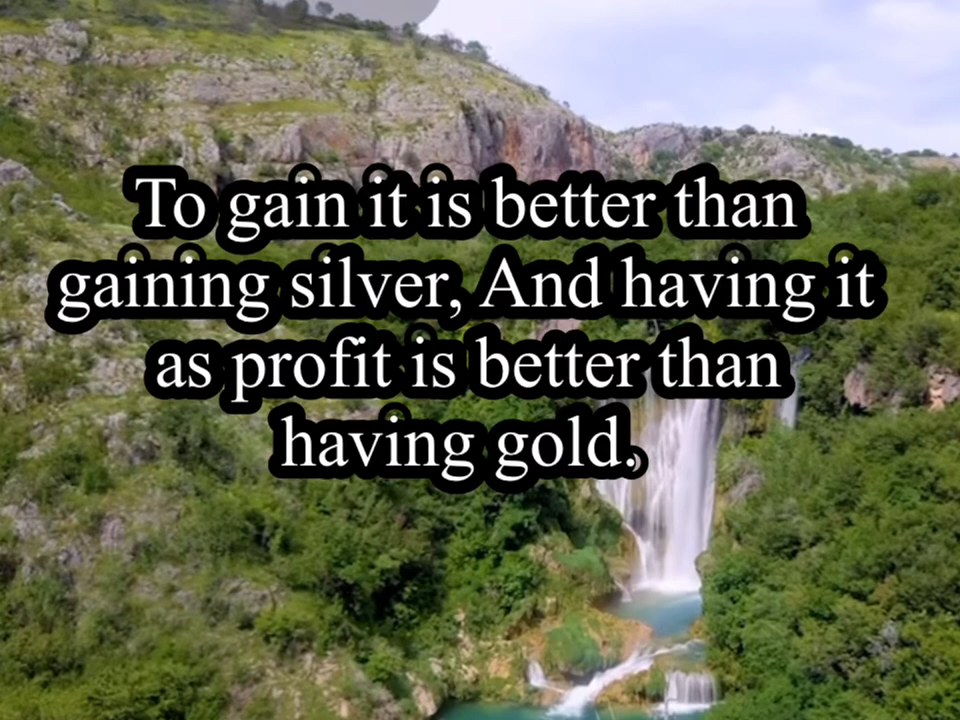 To gain it is better than
gaining silver, And having it
as profit is better than
having gold.